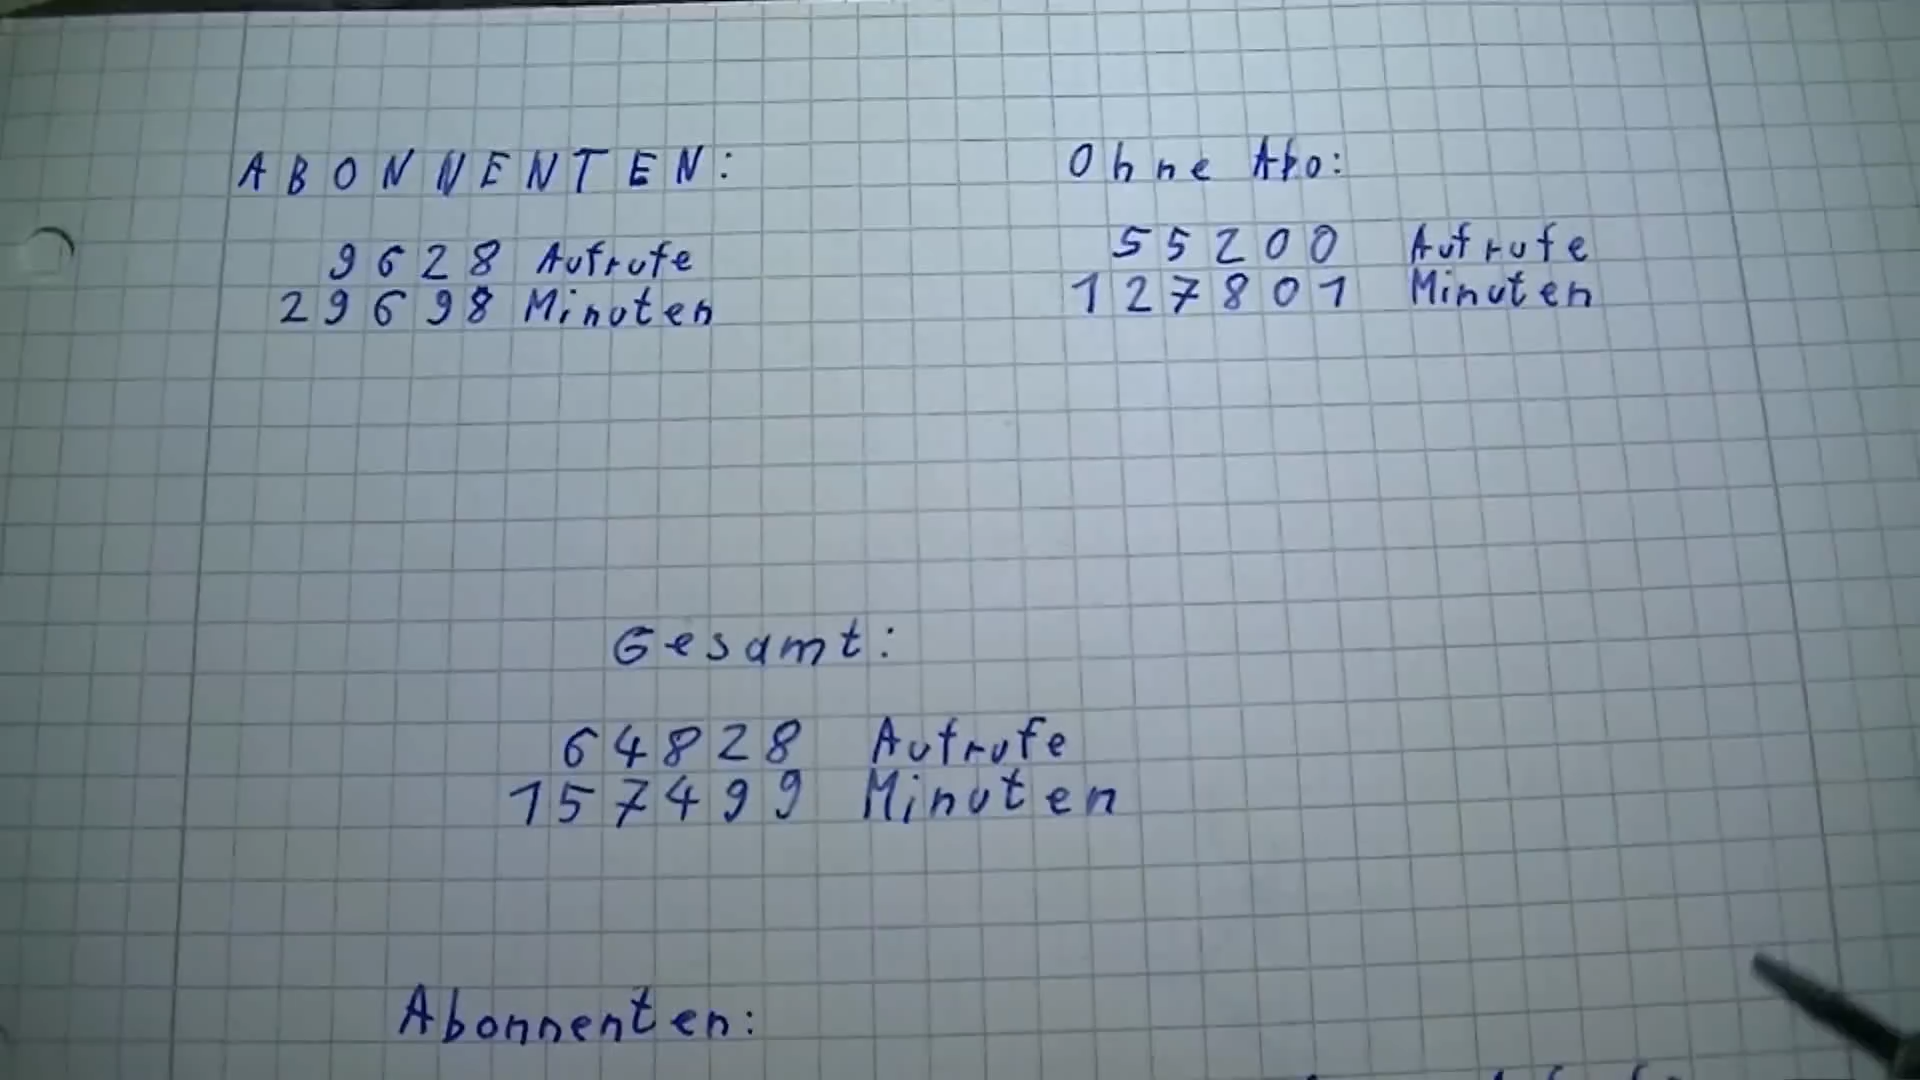 ABONNENTEN:
9628 Aufrufe
29698 Minuten
Ohne Abo:
55200 Aufrufe
127801 Minuten
Gesamt:
64828 Aufrufe
157499 Minuten
Abonnenten: